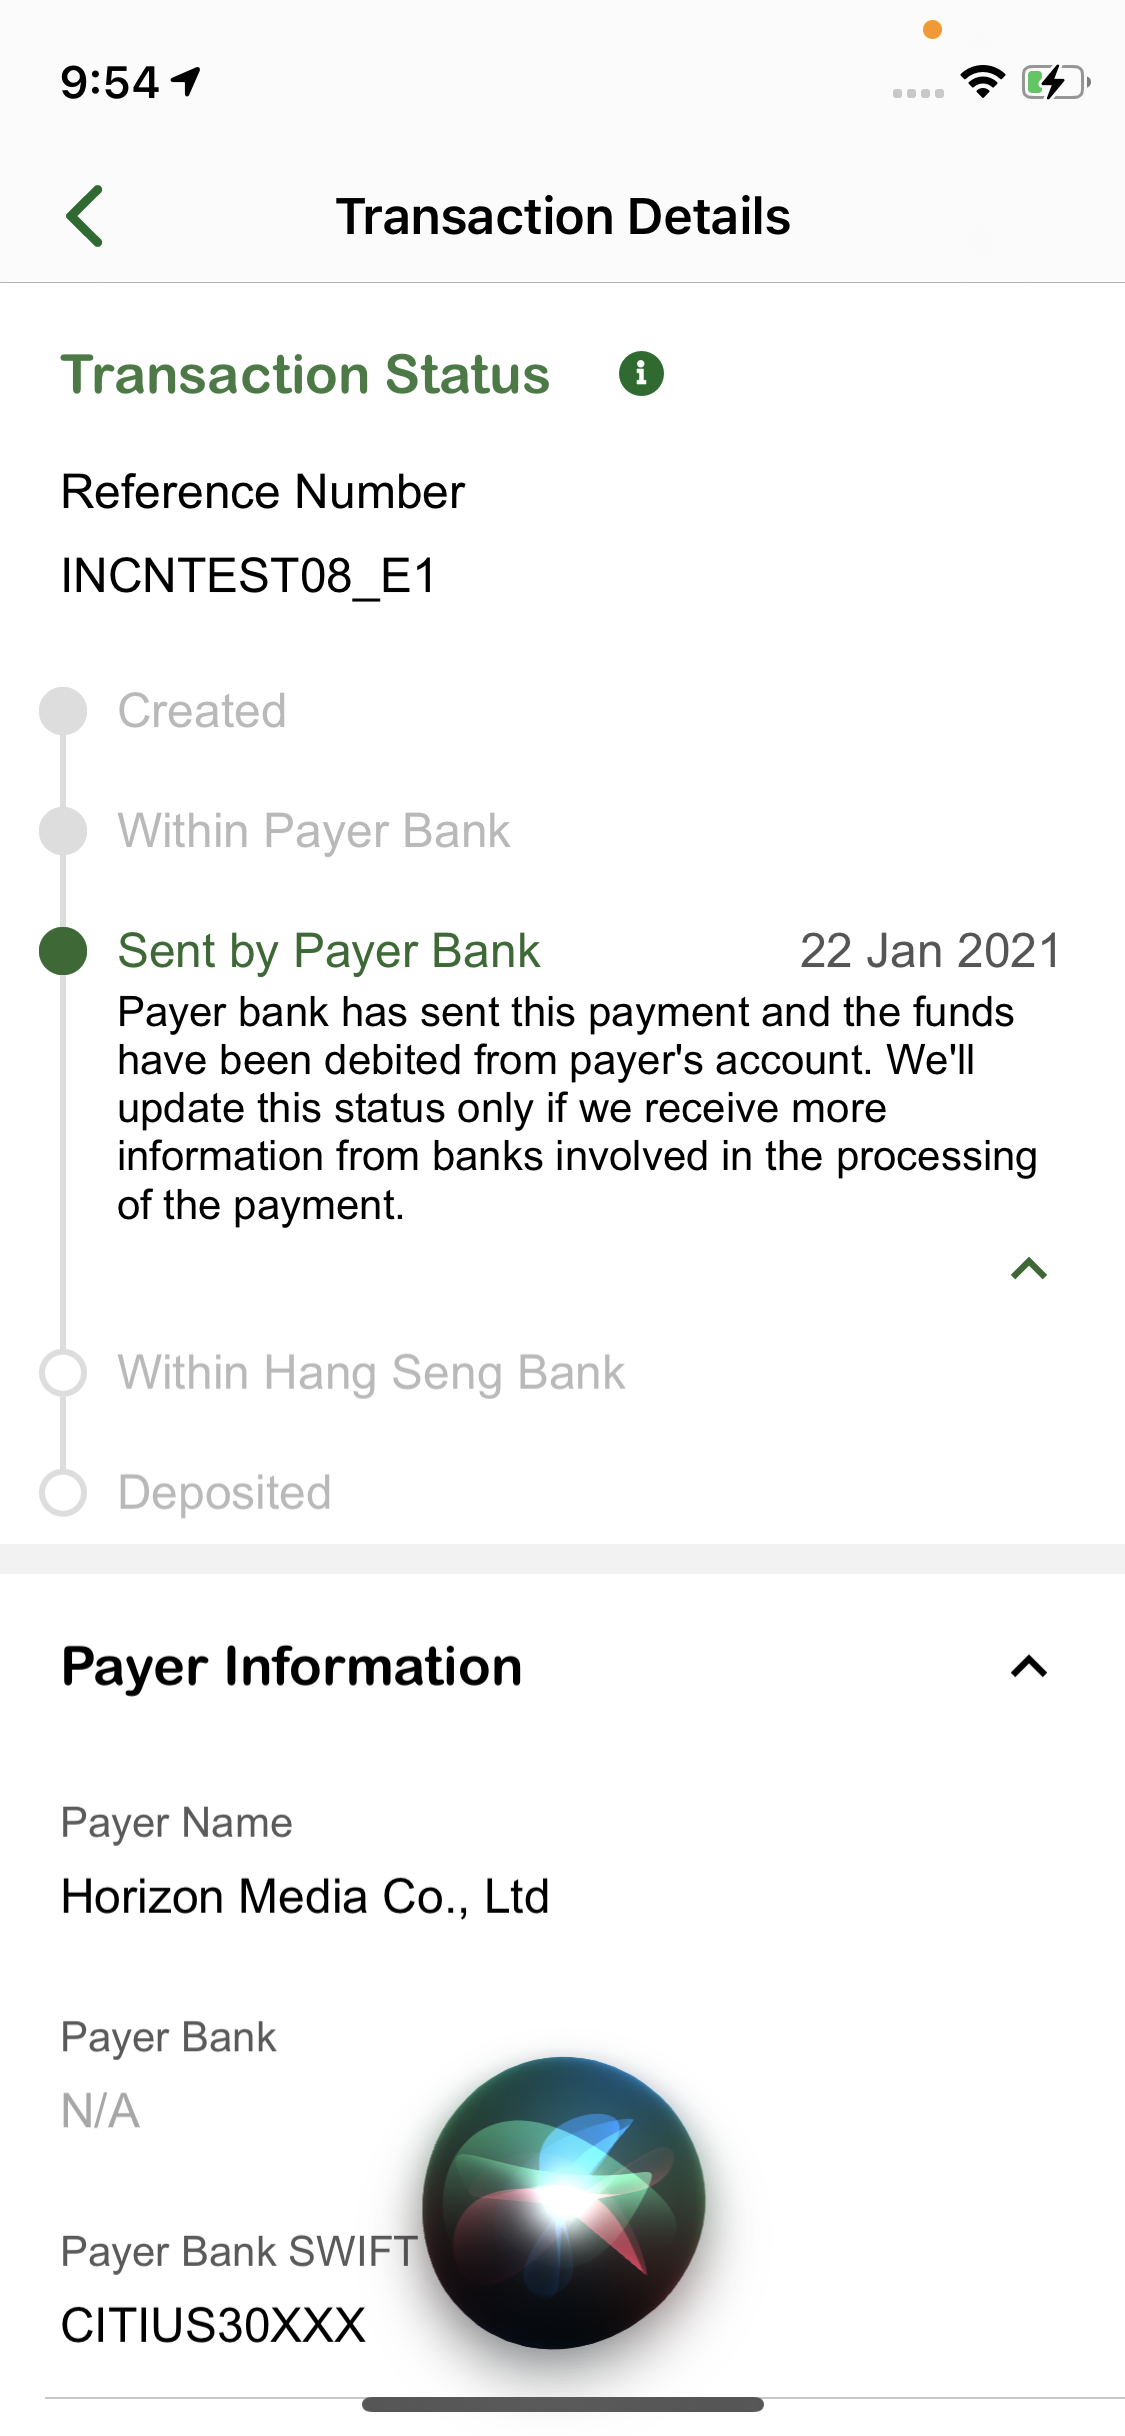 9:54
Transaction Details
Transaction Status
Reference Number
INCNTEST08_E1
Created
Within Payer Bank
Sent by Payer Bank 22 Jan 2021
Payer bank has sent this payment and the funds
have been debited from payer's account. We'll
update this status only if we receive more
information from banks involved in the processing
of the payment.
Within Hang Seng Bank
Deposited
Payer Information
Payer Name
Horizon Media Co., Ltd
Payer Bank
N/A
Payer Bank SWIFT
CITIUS30XXX